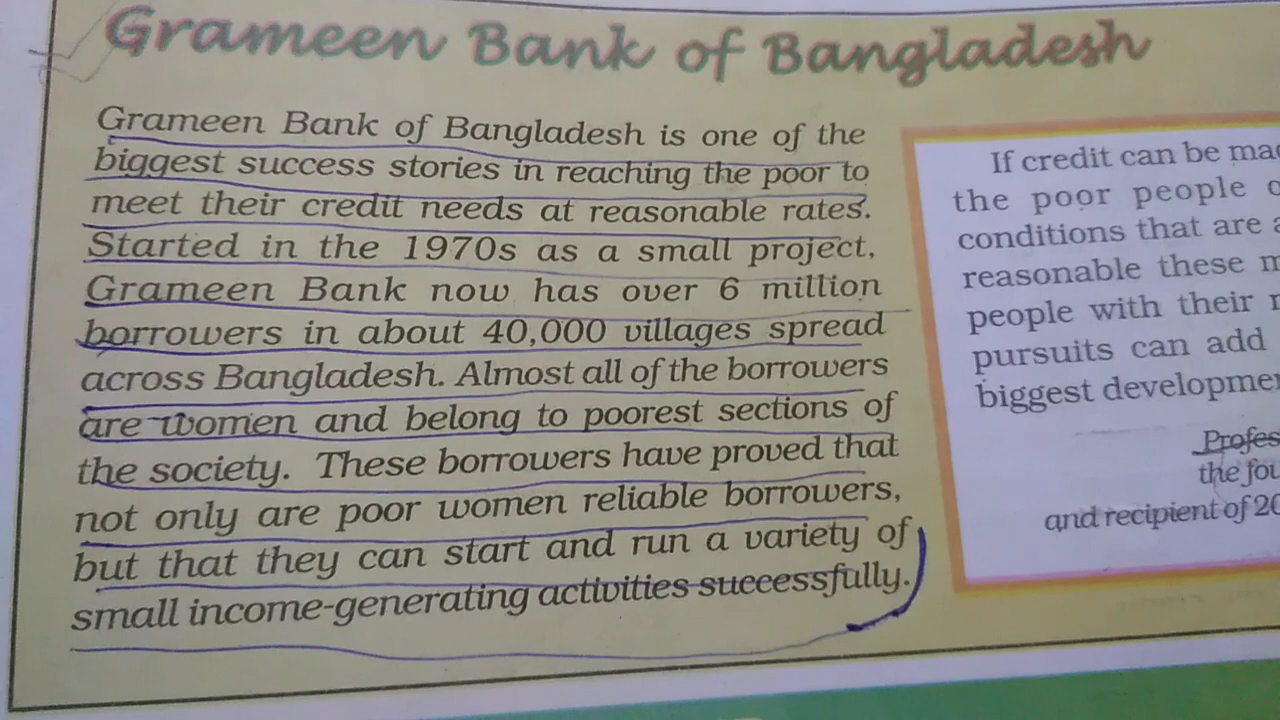 Grameen Bank of Bangladesh
Grameen Bank of Bangladesh is one of the
biggest success stories in reaching the poor to
meet their credit needs at reasonable rates.
Started in the 1970s as a small project,
Grameen Bank now has over 6 million
borrowers in about 40,000 villages spread
across Bangladesh. Almost all of the borrowers
are women and belong to poorest sections of
the society. These borrowers have proved that
not only are poor women reliable borrowers,
but that they can start and run a variety of
small income-generating activities successfully.
If credit can be
the poor people
conditions that are
reasonable these
people with their
pursuits can add
biggest
the
and recipient of